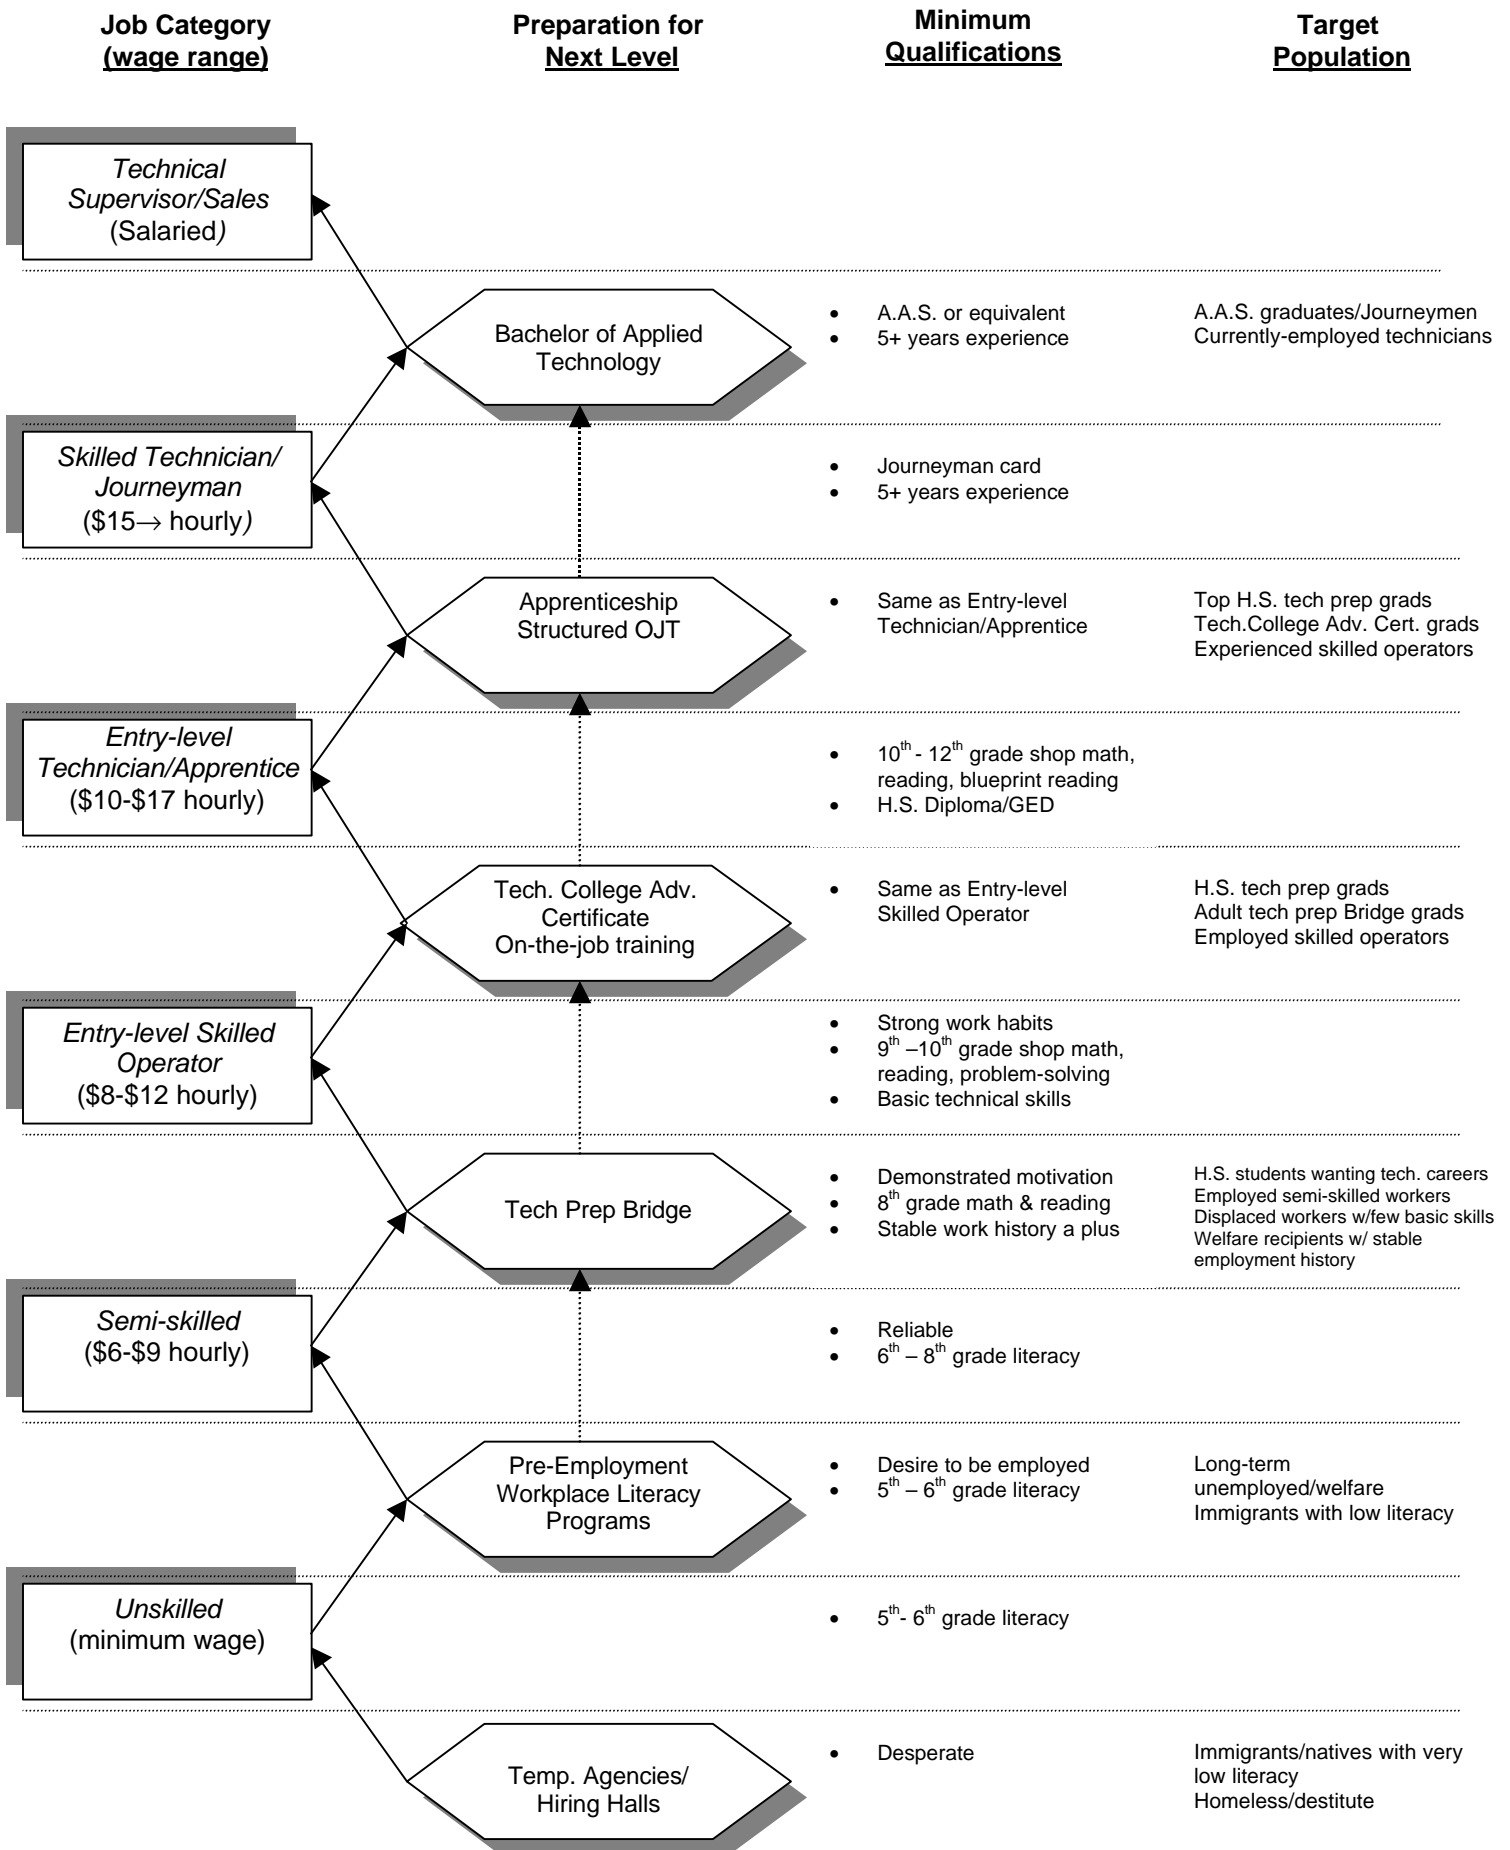 Job Category
(wage range)
Preparation for
Next Level
Minimum
Qualifications
Target
Population
Technical
Supervisor/Sales
(Salaried)
Bachelor of Applied
Technology
• A.A.S. or equivalent
• 5+ years experience
A.A.S. graduates/Journeymen
Currently-employed technicians
Skilled Technician/
Journeyman
($15→ hourly)
• Journeyman card
• 5+ years experience
Apprenticeship
Structured OJT
• Same as Entry-level
Technician/Apprentice
Top H.S. tech prep grads
Tech.College Adv. Cert. grads
Experienced skilled operators
Entry-level
Technician/Apprentice
($10-$17 hourly)
• 10th - 12th grade shop math,
reading, blueprint reading
• H.S. Diploma/GED
Tech. College Adv.
Certificate
On-the-job training
• Same as Entry-level
Skilled Operator
H.S. tech prep grads
Adult tech prep Bridge grads
Employed skilled operators
Entry-level Skilled
Operator
($8-$12 hourly)
• Strong work habits
• 9th –10th grade shop math,
reading, problem-solving
• Basic technical skills
Tech Prep Bridge
• Demonstrated motivation
• 8th grade math & reading
• Stable work history a plus
H.S. students wanting tech. careers
Employed semi-skilled workers
Displaced workers w/few basic skills
Welfare recipients w/ stable
employment history
Semi-skilled
($6-$9 hourly)
• Reliable
• 6th – 8th grade literacy
Pre-Employment
Workplace Literacy
Programs
• Desire to be employed
• 5th – 6th grade literacy
Long-term
unemployed/welfare
Immigrants with low literacy
Unskilled
(minimum wage)
• 5th- 6th grade literacy
Temp. Agencies/
Hiring Halls
• Desperate
Immigrants/natives with very
low literacy
Homeless/destitute